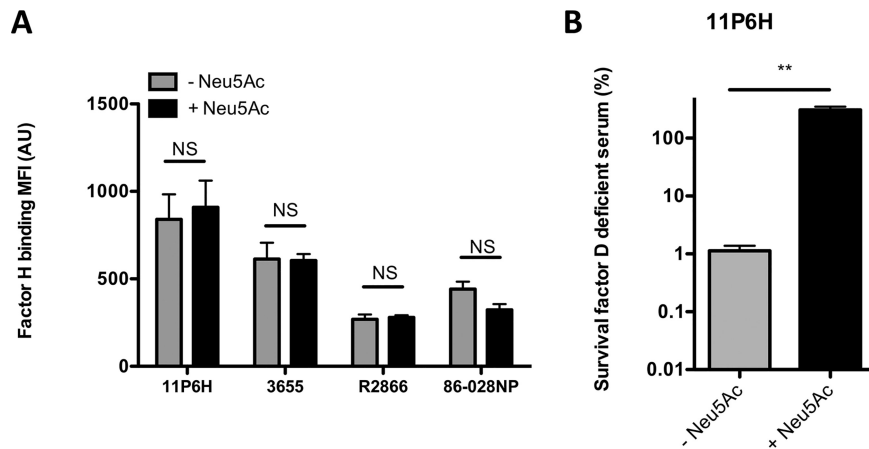 A
- Neu5Ac
+ Neu5Ac
Factor H binding MFI (AU)
1500
1000
500
0
NS
NS
NS
NS
11P6H
3655
R2866
86-028NP
B
11P6H
**
Survival factor D deficient serum (%)
100
10
1
0.1
0.01
- Neu5Ac
+ Neu5Ac